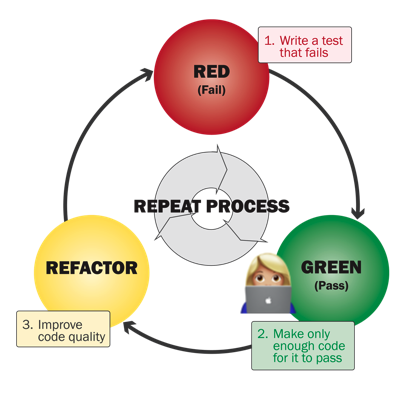 1. Write a test
that fails
RED
(Fail)
REPEAT PROCESS
REFACTOR
GREEN
(Pass)
3. Improve
code quality
2. Make only
enough code
for it to pass